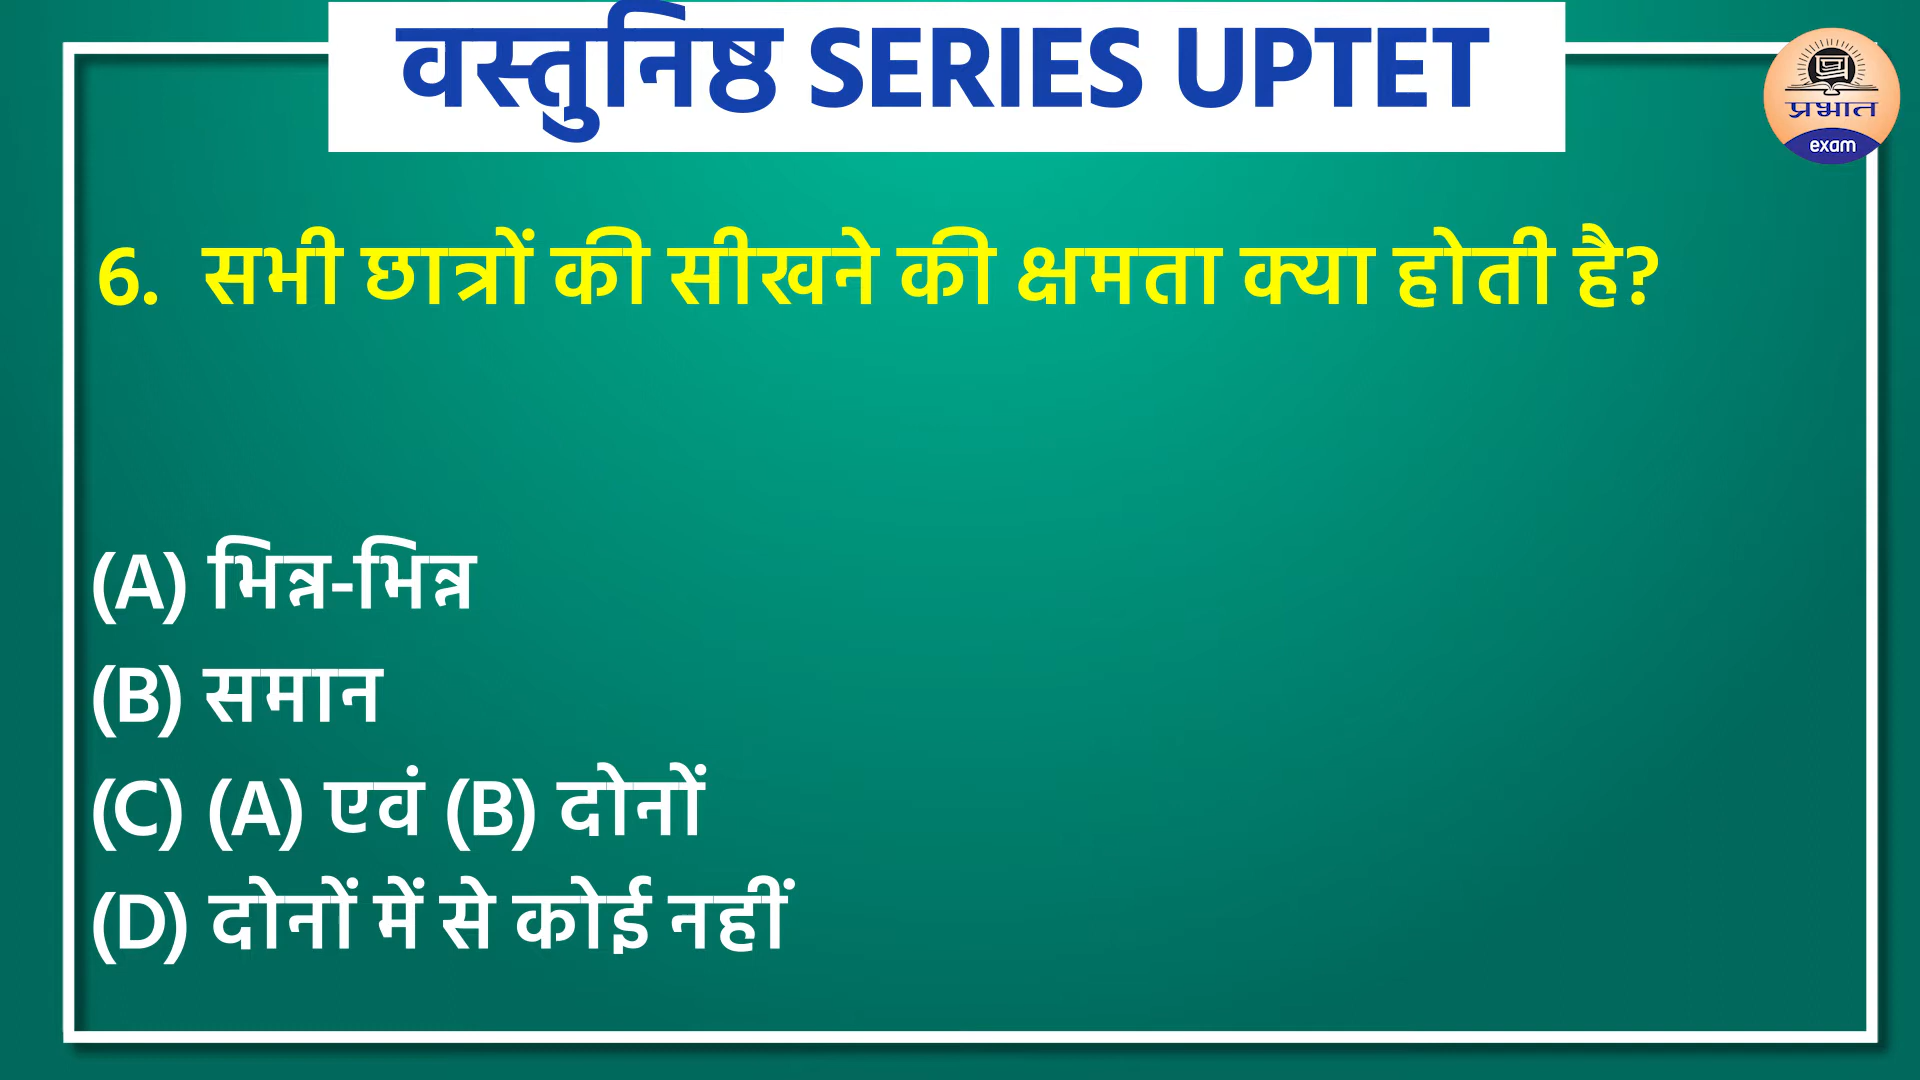 वस्तुनिष्ठ SERIES UPTET
प्रभात
exam
6. सभी छात्रों की सीखने की क्षमता क्या होती है?
(A) भिन्न-भिन्न
(B) समान
(C) (A) एवं (B) दोनों
(D) दोनों में से कोई नहीं